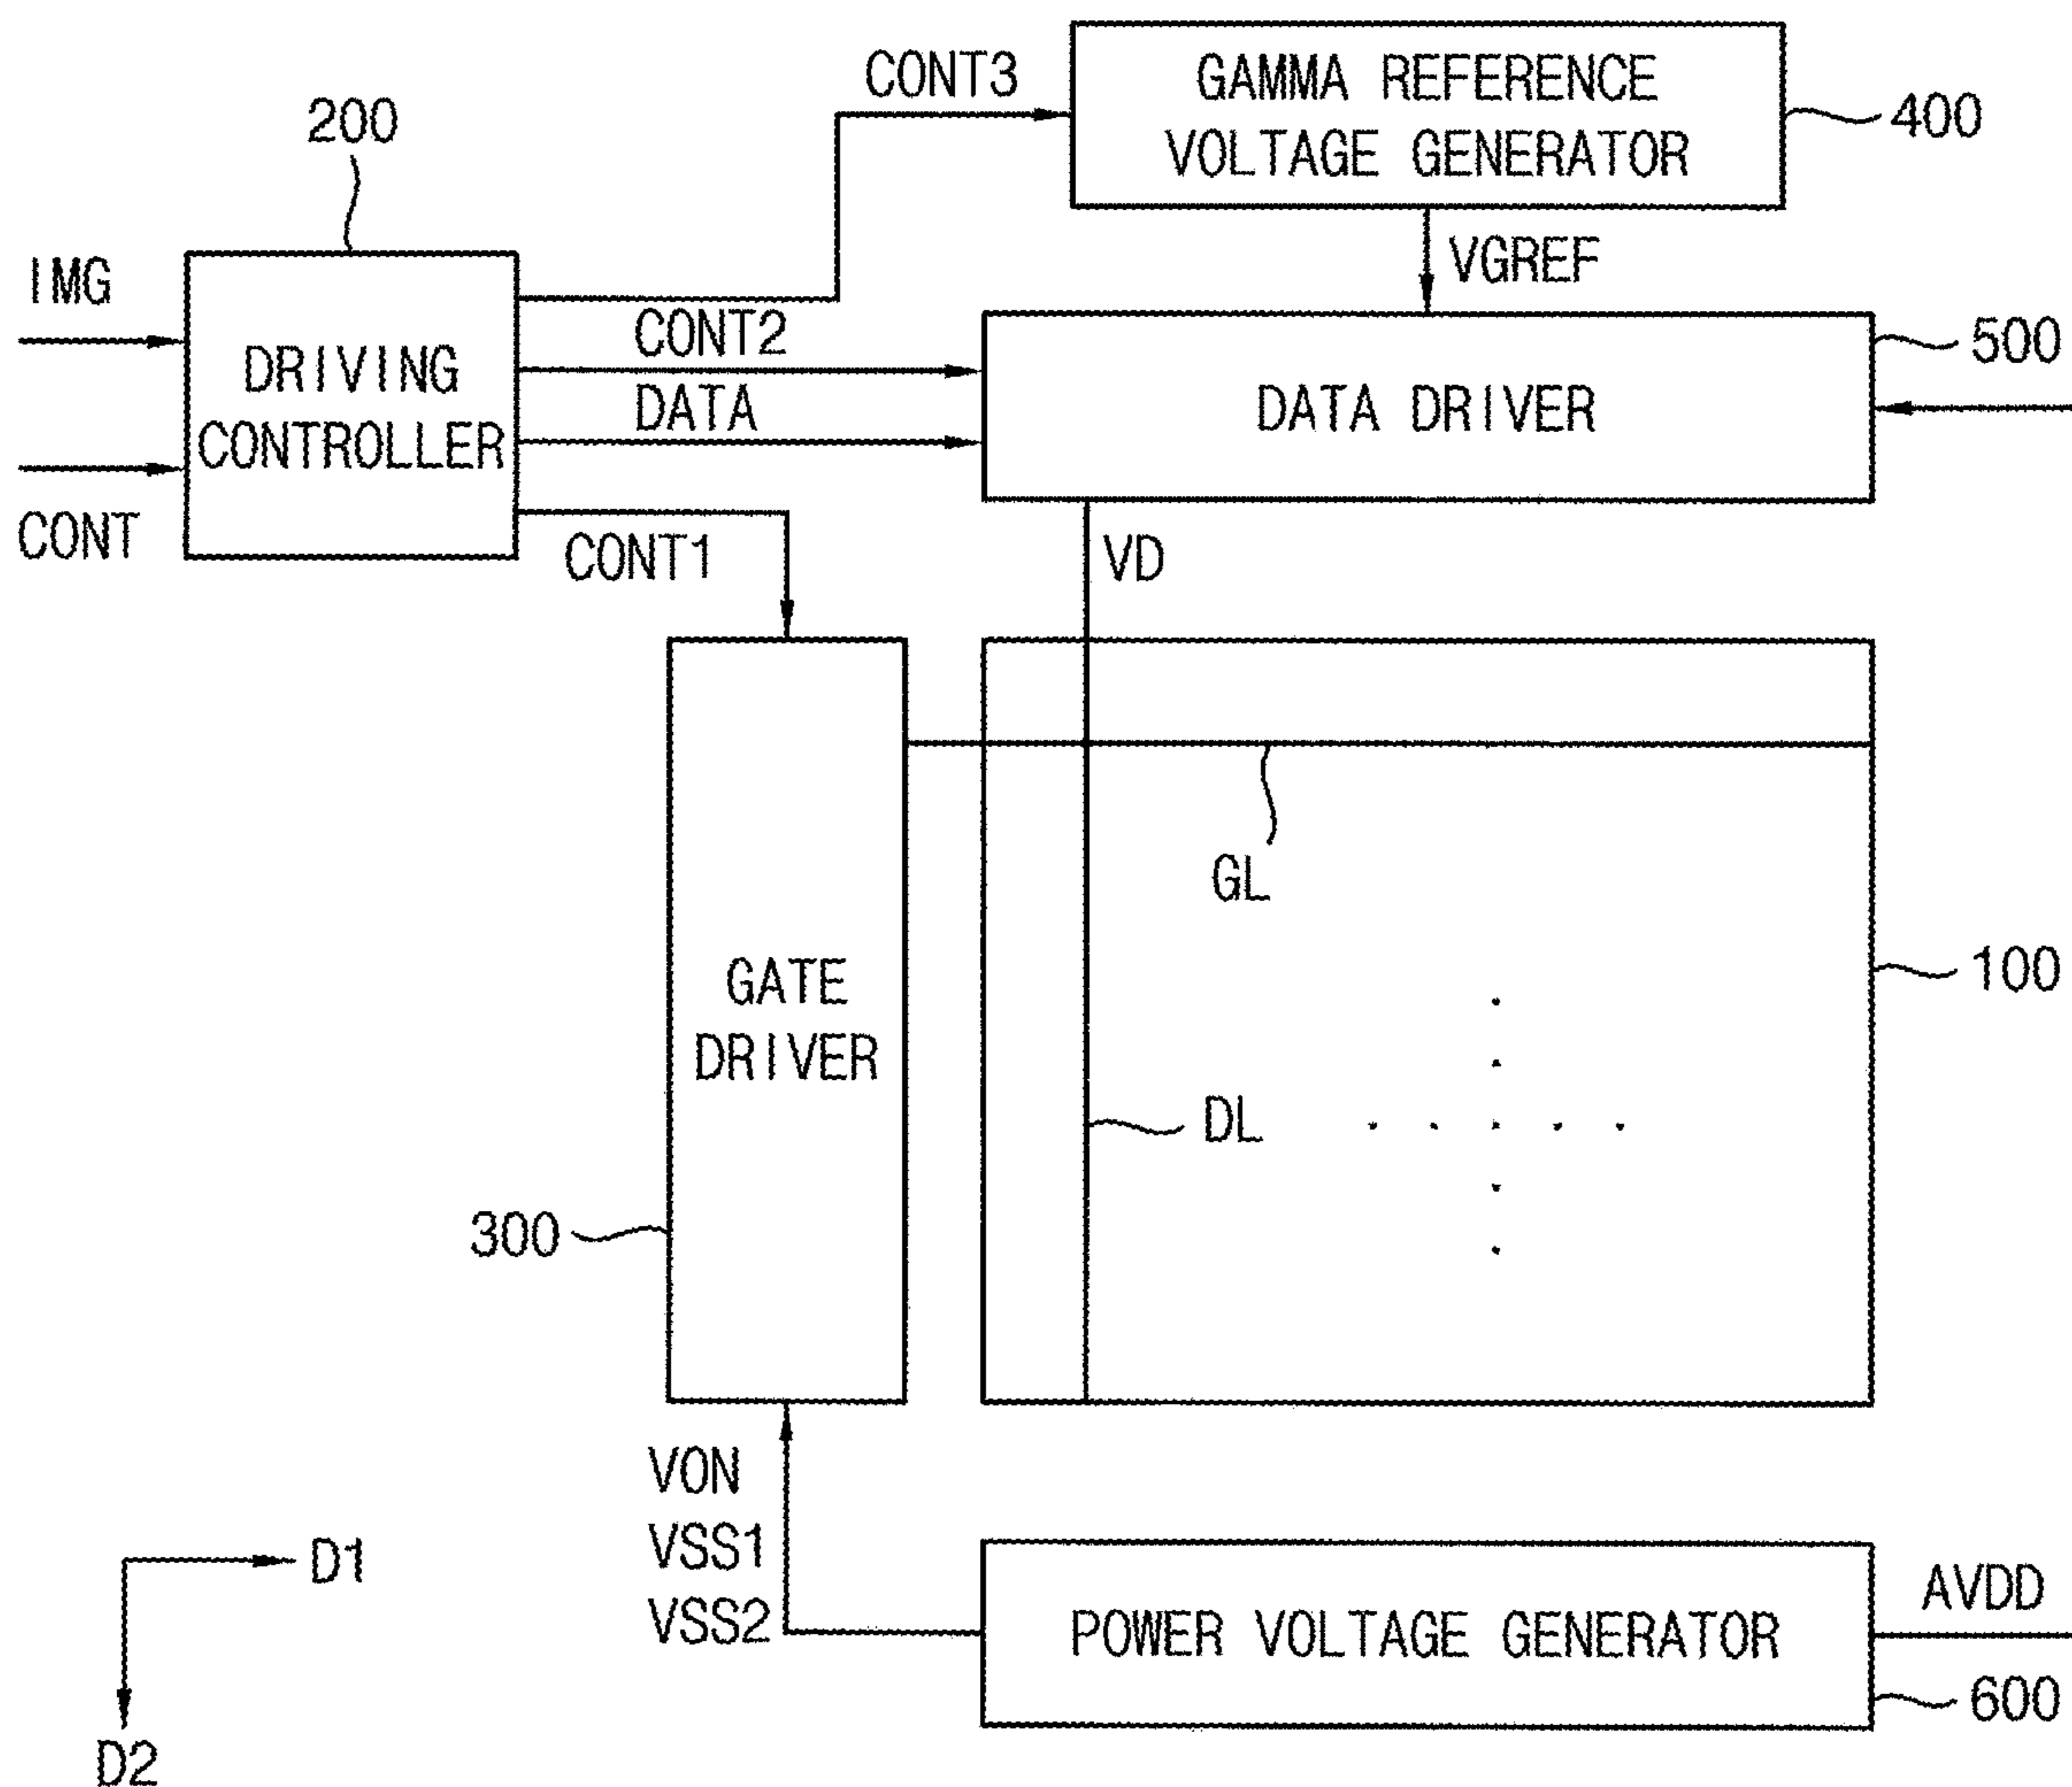 CONT3
GAMMA REFERENCE
VOLTAGE GENERATOR
400
200
IMG
VGREF
DRIVING
CONTROLLER
CONT2
DATA
DATA DRIVER
500
CONT
CONT1
VD
GL
GATE
DRIVER
100
DL
300
VON
VSS1
VSS2
D1
D2
POWER VOLTAGE GENERATOR
AVDD
600